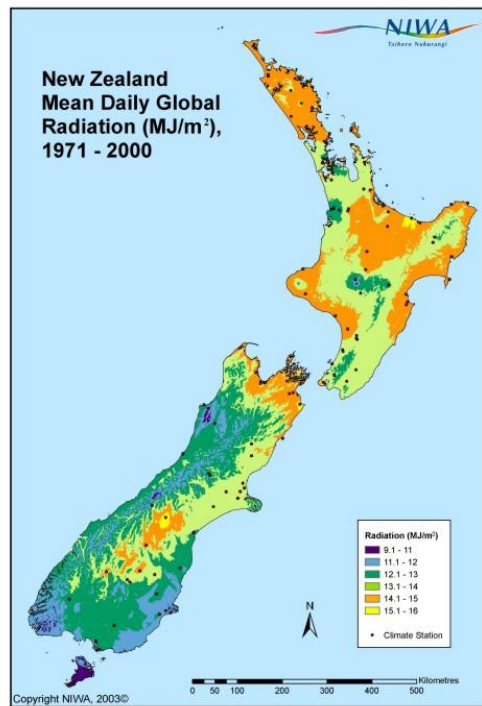 NIWA
Taihoro Nukurangi
New Zealand
Mean Daily Global
Radiation (MJ/m²),
1971 - 2000
Radiation (MJ/m²)
9.1 - 11
11.1 - 12
12.1 - 13
13.1 - 14
14.1 - 15
15.1 - 16
Climate Station
N
Kilometres
0 100 200 300 400 500
Copyright NIWA, 2003©